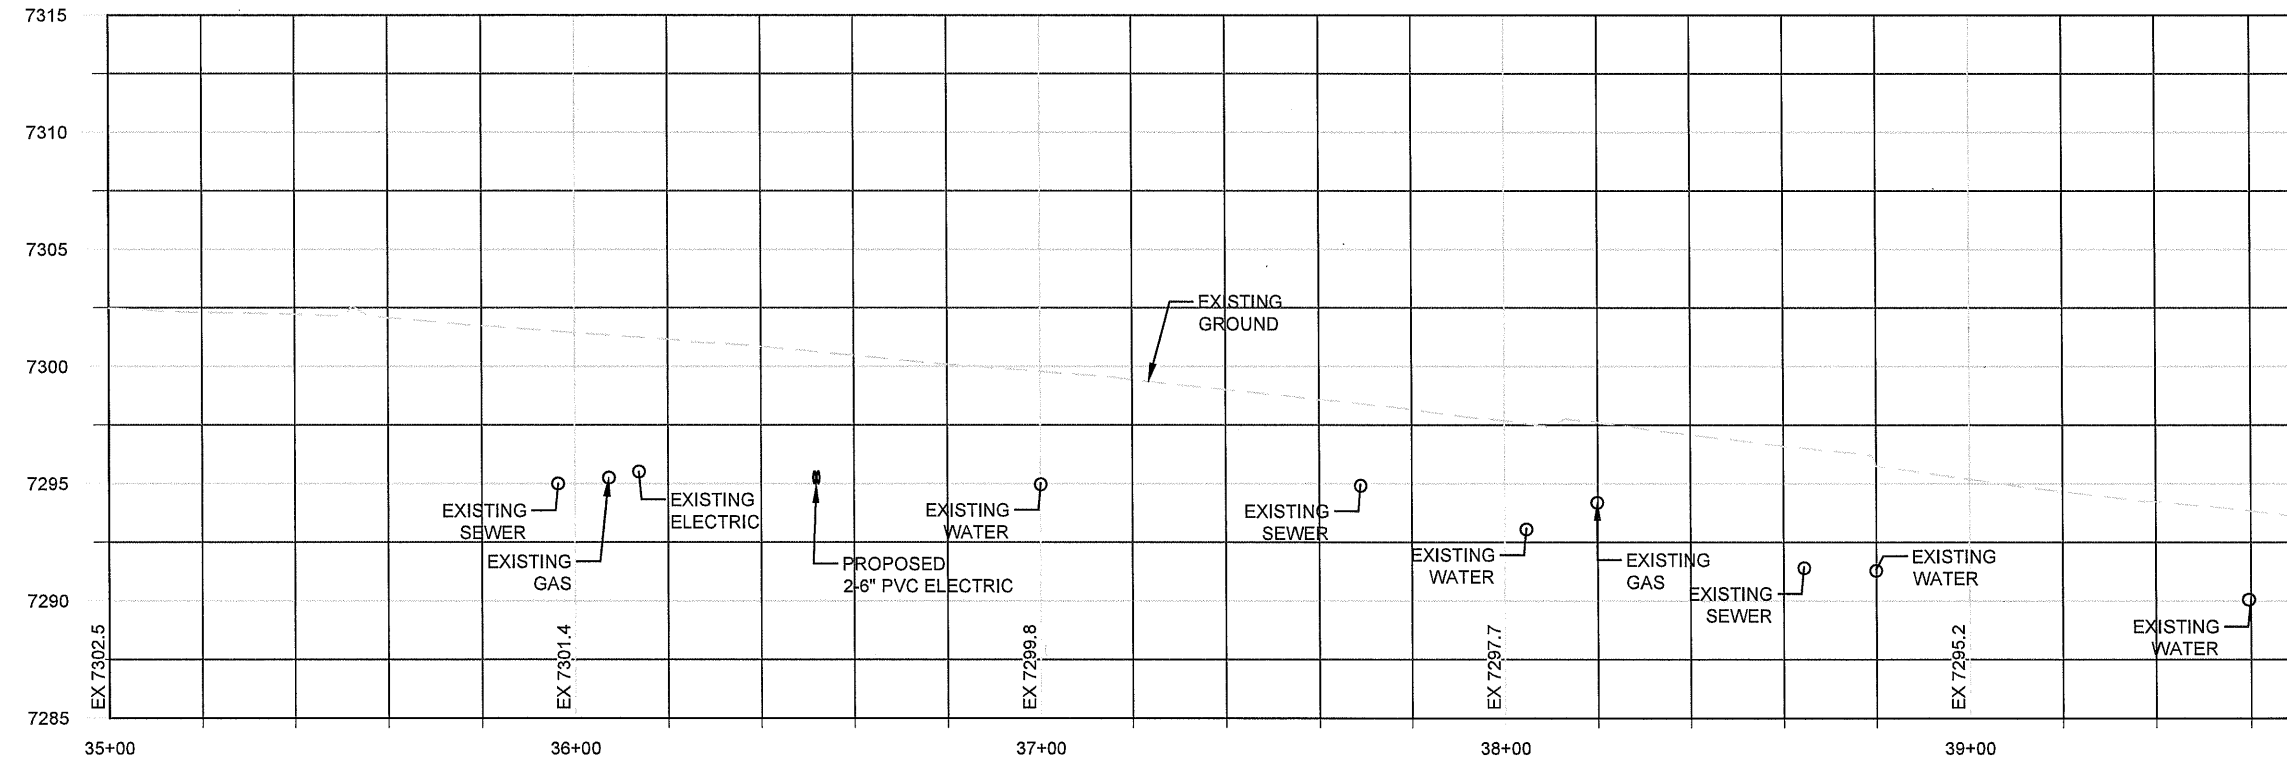 7315
7310
7305
7300
7295
7290
7285
EXISTING
GROUND
EXISTING
SEWER
EXISTING
GAS
EXISTING
ELECTRIC
PROPOSED
2-6" PVC ELECTRIC
EXISTING
WATER
EXISTING
SEWER
EXISTING
WATER
EXISTING
GAS
EXISTING
SEWER
EXISTING
WATER
EXISTING
WATER
EX 7302.5
EX 7301.4
EX 7299.8
EX 7297.7
EX 7295.2
35+00
36+00
37+00
38+00
39+00